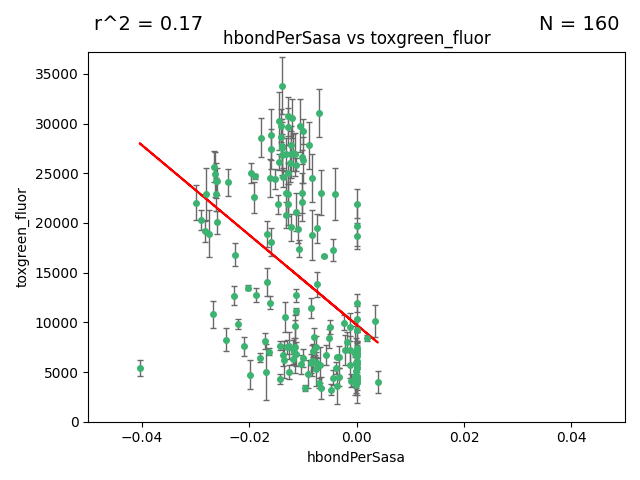 r^2 = 0.17
N = 160
hbondPerSasa vs toxgreen_fluor
35000
30000
25000
20000
15000
10000
5000
0
toxgreen_fluor
−0.04
−0.02
0.00
0.02
0.04
hbondPerSasa